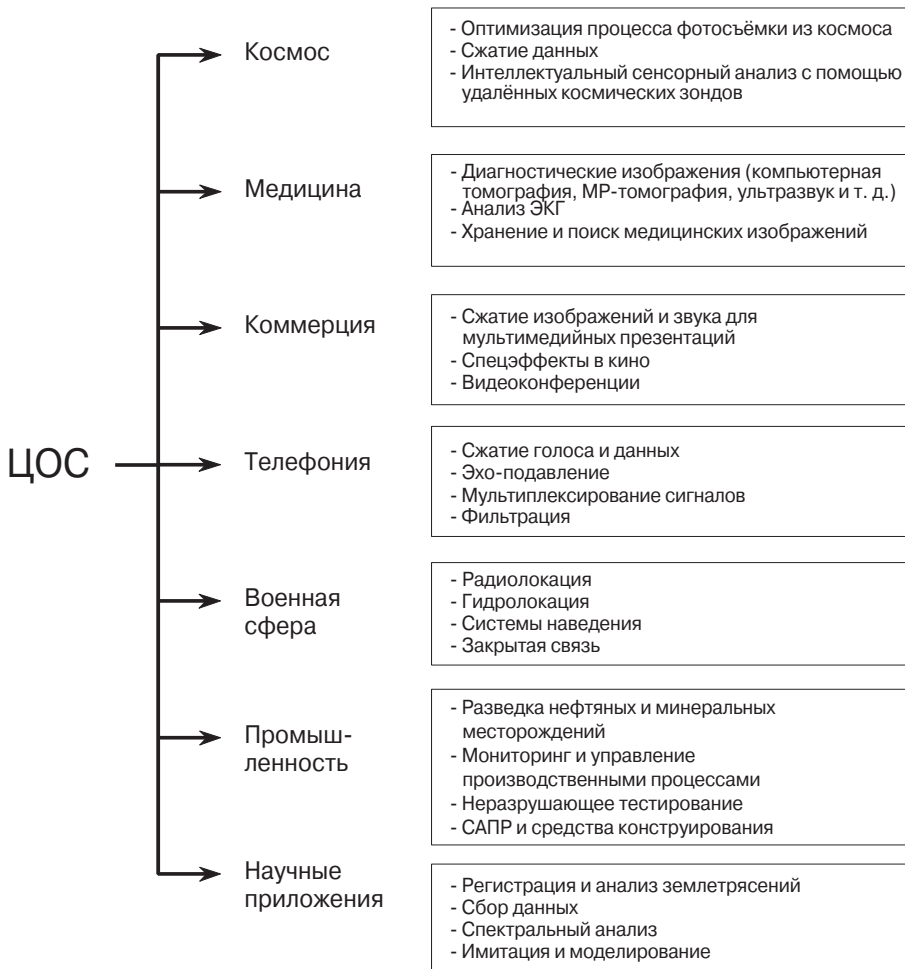 Космос
- Оптимизация процесса фотосъёмки из космоса
- Сжатие данных
- Интеллектуальный сенсорный анализ с помощью
удалённых космических зондов
Медицина
- Диагностические изображения (компьютерная
томография, МР-томография, ультразвук и т. д.)
- Анализ ЭКГ
- Хранение и поиск медицинских изображений
Коммерция
- Сжатие изображений и звука для
мультимедийных презентаций
- Спецэффекты в кино
- Видеоконференции
ЦОС
Телефония
- Сжатие голоса и данных
- Эхо-подавление
- Мультиплексирование сигналов
- Фильтрация
Военная
сфера
- Радиолокация
- Гидролокация
- Системы наведения
- Закрытая связь
Промыш-
ленность
- Разведка нефтяных и минеральных
месторождений
- Мониторинг и управление
производственными процессами
- Неразрушающее тестирование
- САПР и средства конструирования
Научные
приложения
- Регистрация и анализ землетрясений
- Сбор данных
- Спектральный анализ
- Имитация и моделирование